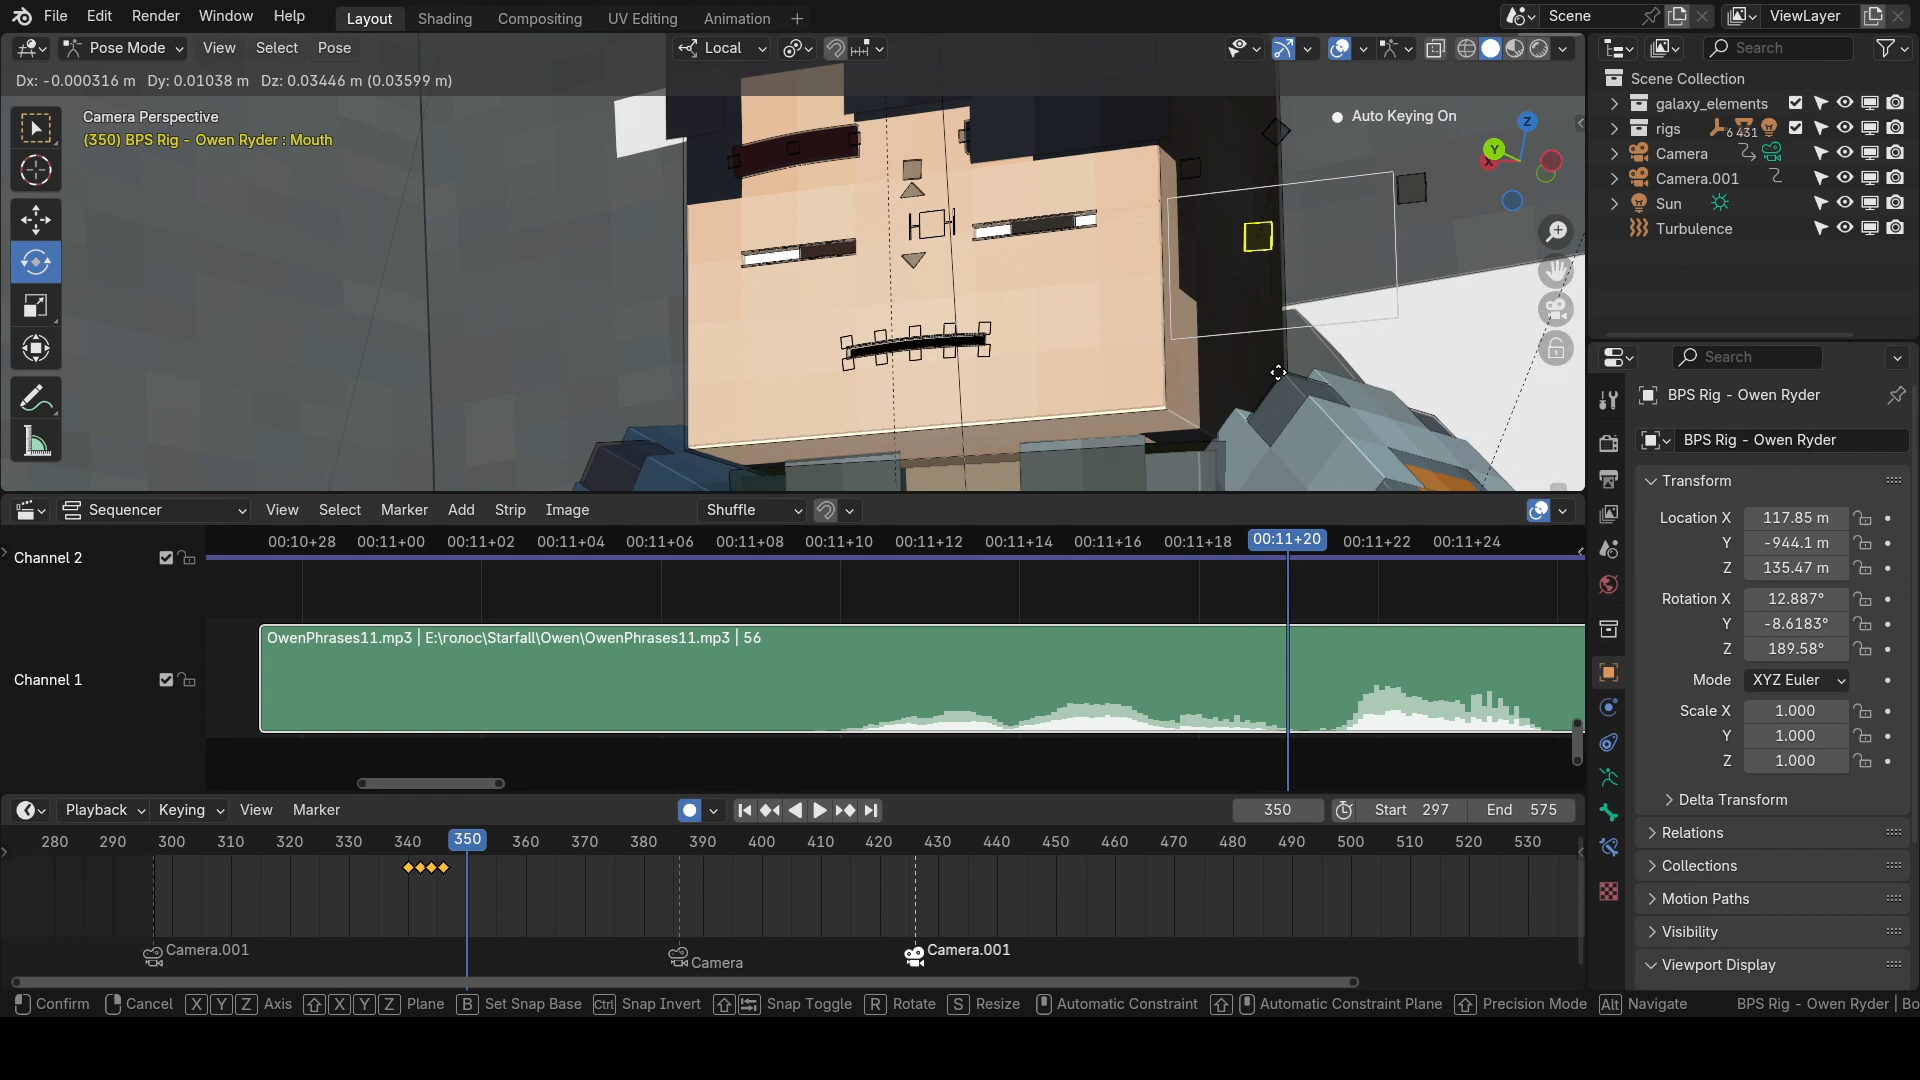 File Edit Render Window Help Layout Shading Compositing UV Editing Animation + Scene ViewLayer
Pose Mode View Select Pose Local Search
Dx: -0.000316 m Dy: 0.01038 m Dz: 0.03446 m (0.03599 m)
Scene Collection
Camera Perspective
(350) BPS Rig - Owen Ryder : Mouth
Auto Keying On
Z
Y
X
galaxy_elements
rigs 6 431
Camera
Camera.001
Sun
Turbulence
Search
BPS Rig - Owen Ryder
BPS Rig - Owen Ryder
Transform
Location X 117.85 m
Y -944.1 m
Z 135.47 m
Rotation X 12.887°
Y -8.6183°
Z 189.58°
Mode XYZ Euler
Scale X 1.000
Y 1.000
Z 1.000
Delta Transform
Relations
Collections
Motion Paths
Visibility
Viewport Display
Sequencer View Select Marker Add Strip Image Shuffle
00:10+28 00:11+00 00:11+02 00:11+04 00:11+06 00:11+08 00:11+10 00:11+12 00:11+14 00:11+16 00:11+18 00:11+20 00:11+22 00:11+24
Channel 2
OwenPhrases11.mp3 | E:\голос\Starfall\Owen\OwenPhrases11.mp3 | 56
Channel 1
Playback Keying View Marker 350 Start 297 End 575
280 290 300 310 320 330 340 350 360 370 380 390 400 410 420 430 440 450 460 470 480 490 500 510 520 530
Camera.001 Camera Camera.001
Confirm Cancel X Y Z Axis X Y Z Plane B Set Snap Base Ctrl Snap Invert Snap Toggle R Rotate S Resize Automatic Constraint Automatic Constraint Plane Precision Mode Alt Navigate BPS Rig - Owen Ryder | Bo